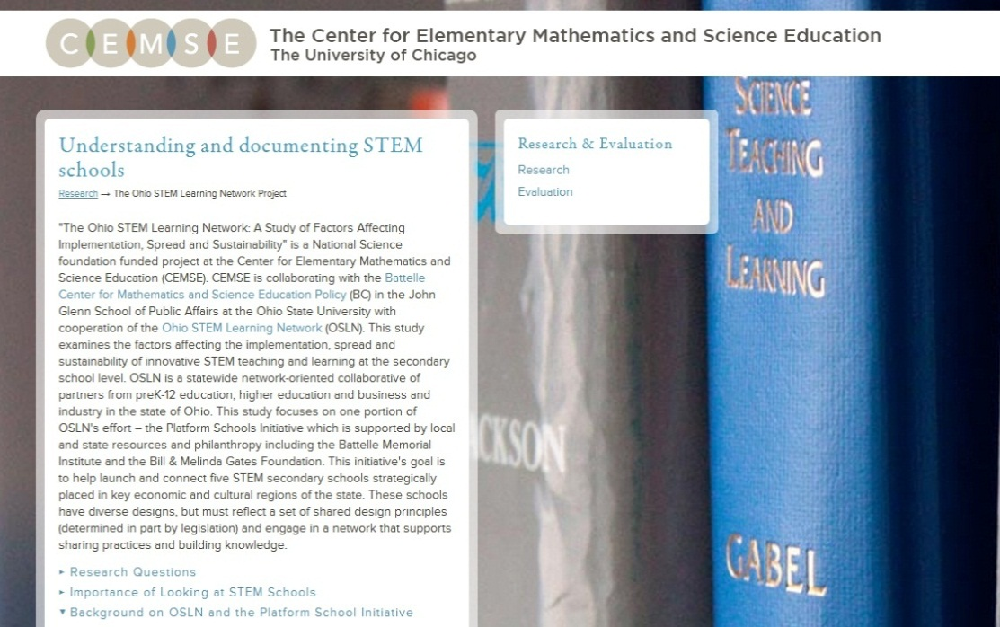 CEMSE
The Center for Elementary Mathematics and Science Education
The University of Chicago
Understanding and documenting STEM
schools
Research → The Ohio STEM Learning Network Project
"The Ohio STEM Learning Network: A Study of Factors Affecting
Implementation, Spread and Sustainability" is a National Science
foundation funded project at the Center for Elementary Mathematics and
Science Education (CEMSE). CEMSE is collaborating with the Battelle
Center for Mathematics and Science Education Policy (BC) in the John
Glenn School of Public Affairs at the Ohio State University with
cooperation of the Ohio STEM Learning Network (OSLN). This study
examines the factors affecting the implementation, spread and
sustainability of innovative STEM teaching and learning at the secondary
school level. OSLN is a statewide network-oriented collaborative of
partners from preK-12 education, higher education and business and
industry in the state of Ohio. This study focuses on one portion of
OSLN's effort – the Platform Schools Initiative which is supported by local
and state resources and philanthropy including the Battelle Memorial
Institute and the Bill & Melinda Gates Foundation. This initiative's goal is
to help launch and connect five STEM secondary schools strategically
placed in key economic and cultural regions of the state. These schools
have diverse designs, but must reflect a set of shared design principles
(determined in part by legislation) and engage in a network that supports
sharing practices and building knowledge.
▸ Research Questions
▸ Importance of Looking at STEM Schools
▾ Background on OSLN and the Platform School Initiative
Research & Evaluation
Research
Evaluation
CKSON
SCIENCE
TEACHING
AND
LEARNING
GABEL